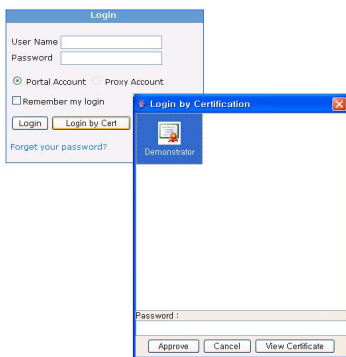 Login
User Name
Password
Portal Account Proxy Account
Remember my login
Login Login by Cert
Forget your password?
Login by Certification
Demonstrator
Password :
Approve Cancel View Certificate